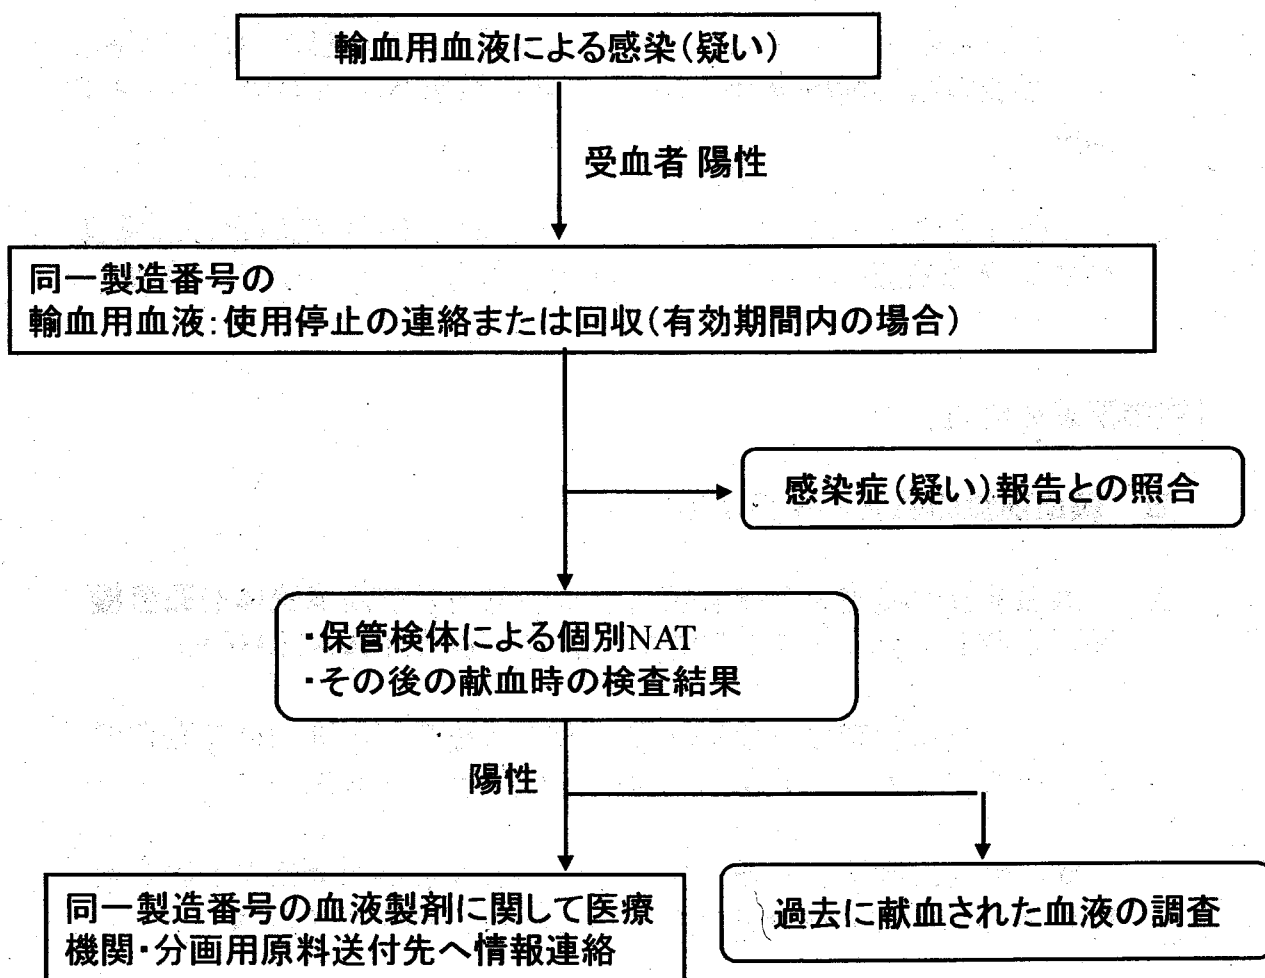 輸血用血液による感染(疑い)
受血者 陽性
同一製造番号の
輸血用血液:使用停止の連絡または回収(有効期間内の場合)
感染症(疑い)報告との照合
・保管検体による個別NAT
・その後の献血時の検査結果
陽性
同一製造番号の血液製剤に関して医療
機関・分画用原料送付先へ情報連絡
過去に献血された血液の調査